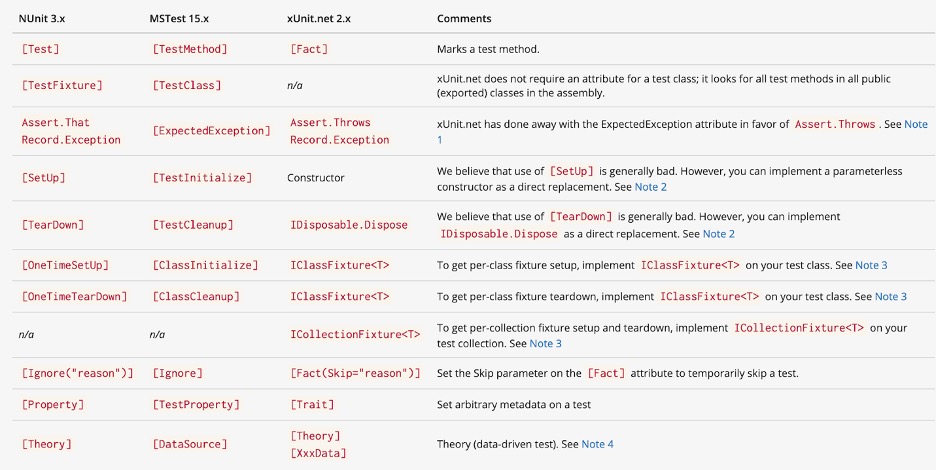 NUnit 3.x MSTest 15.x xUnit.net 2.x Comments
[Test] [TestMethod] [Fact] Marks a test method.
[TestFixture] [TestClass] n/a xUnit.net does not require an attribute for a test class; it looks for all test methods in all public
(exported) classes in the assembly.
Assert.That
Record.Exception [ExpectedException] Assert.Throws
Record.Exception xUnit.net has done away with the ExpectedException attribute in favor of Assert.Throws. See Note
1
[SetUp] [TestInitialize] Constructor We believe that use of [SetUp] is generally bad. However, you can implement a parameterless
constructor as a direct replacement. See Note 2
[TearDown] [TestCleanup] IDisposable.Dispose We believe that use of [TearDown] is generally bad. However, you can implement
IDisposable.Dispose as a direct replacement. See Note 2
[OneTimeSetUp] [ClassInitialize] IClassFixture<T> To get per-class fixture setup, implement IClassFixture<T> on your test class. See Note 3
[OneTimeTearDown] [ClassCleanup] IClassFixture<T> To get per-class fixture teardown, implement IClassFixture<T> on your test class. See Note 3
n/a n/a ICollectionFixture<T> To get per-collection fixture setup and teardown, implement ICollectionFixture<T> on your
test collection. See Note 3
[Ignore("reason")] [Ignore] [Fact(Skip="reason")] Set the Skip parameter on the [Fact] attribute to temporarily skip a test.
[Property] [TestProperty] [Trait] Set arbitrary metadata on a test
[Theory] [DataSource] [Theory]
[XxxData] Theory (data-driven test). See Note 4